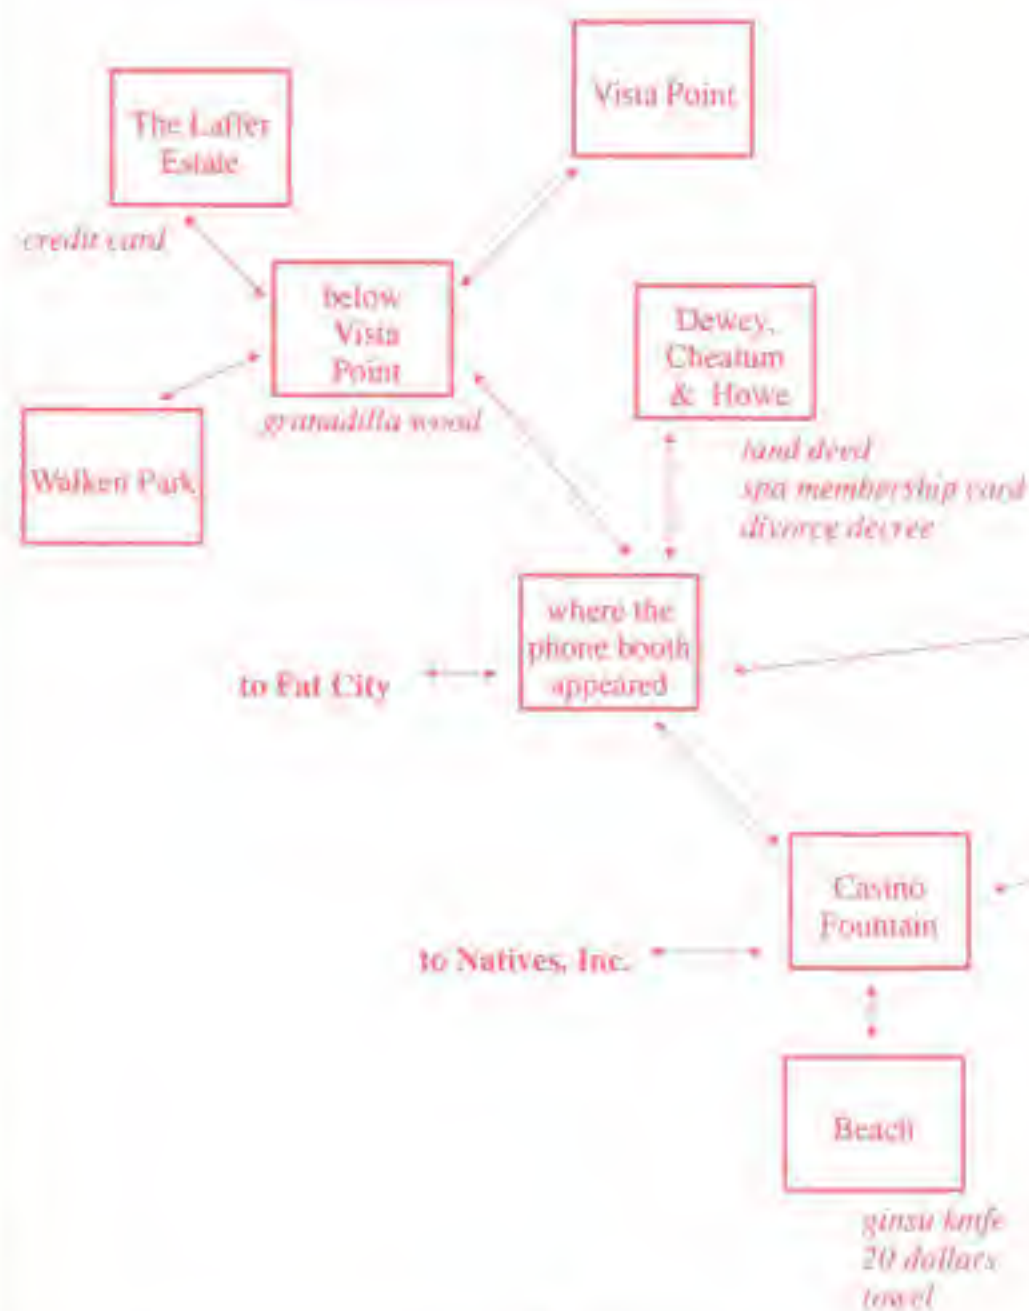 Vista Point
The Laffer
Estate
credit card
below
Vista
Point
granadilla wood
Dewey,
Cheatum
& Howe
land deed
spa membership card
divorce decree
Walken Park
where the
phone booth
appeared
to Fat City
Casino
Fountain
to Natives, Inc.
Beach
ginsu knife
20 dollars
towel